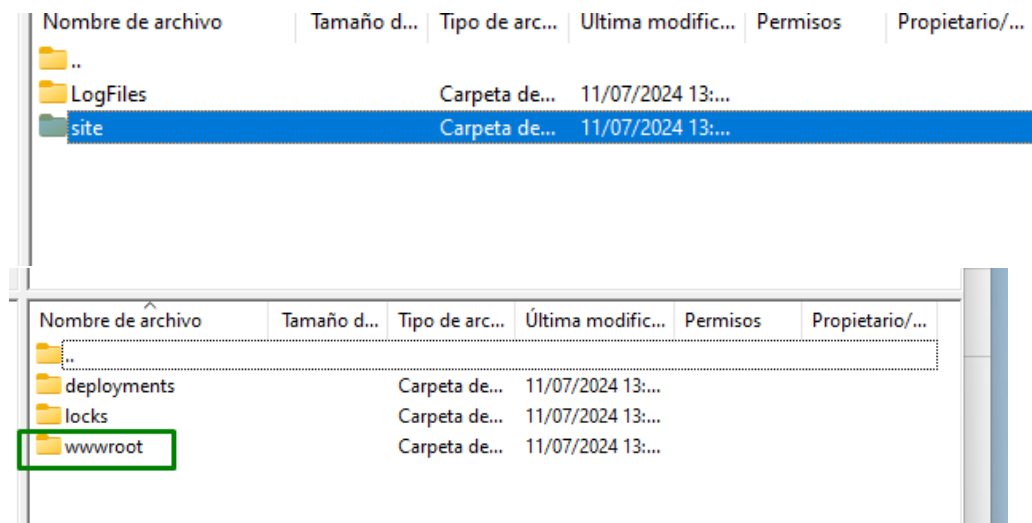 Nombre de archivo Tamaño d... Tipo de arc... Última modific... Permisos Propietario/...
..
LogFiles Carpeta de... 11/07/2024 13:...
site Carpeta de... 11/07/2024 13:...
Nombre de archivo Tamaño d... Tipo de arc... Última modific... Permisos Propietario/...
..
deployments Carpeta de... 11/07/2024 13:...
locks Carpeta de... 11/07/2024 13:...
wwwroot Carpeta de... 11/07/2024 13:...